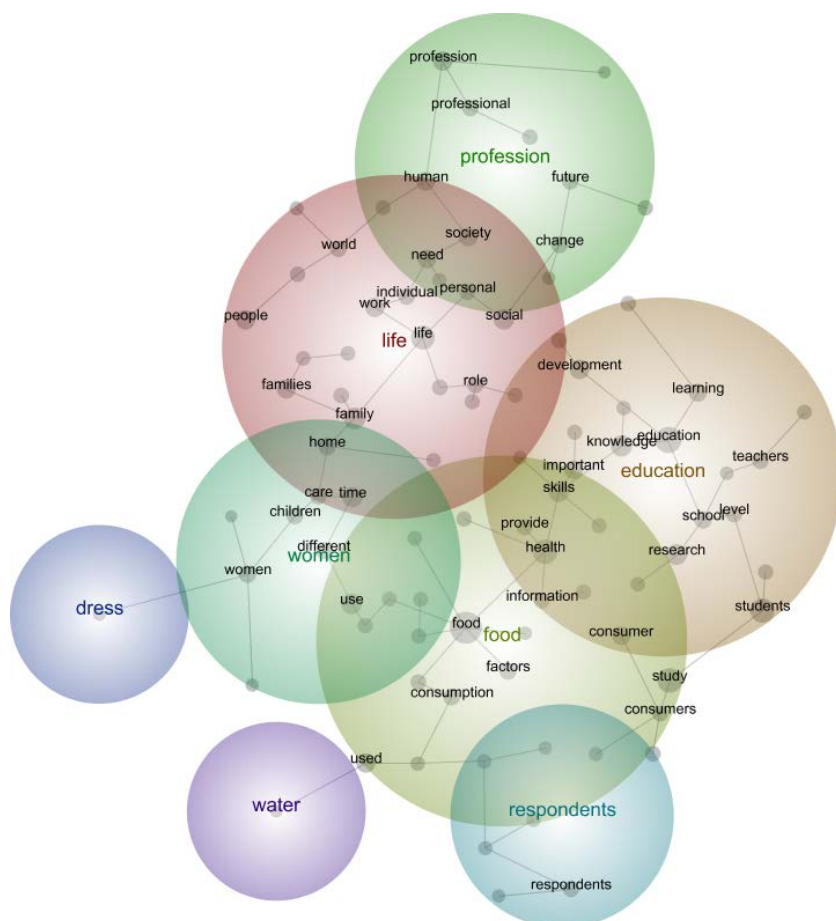 profession
professional
profession
human
future
society
change
world
need
individual
personal
work
people
social
life
life
development
role
families
learning
family
education
home
knowledge
teachers
important
education
skills
care
time
level
children
school
provide
different
health
research
women
women
information
use
students
dress
food
consumer
food
factors
study
consumption
consumers
used
water
respondents
respondents